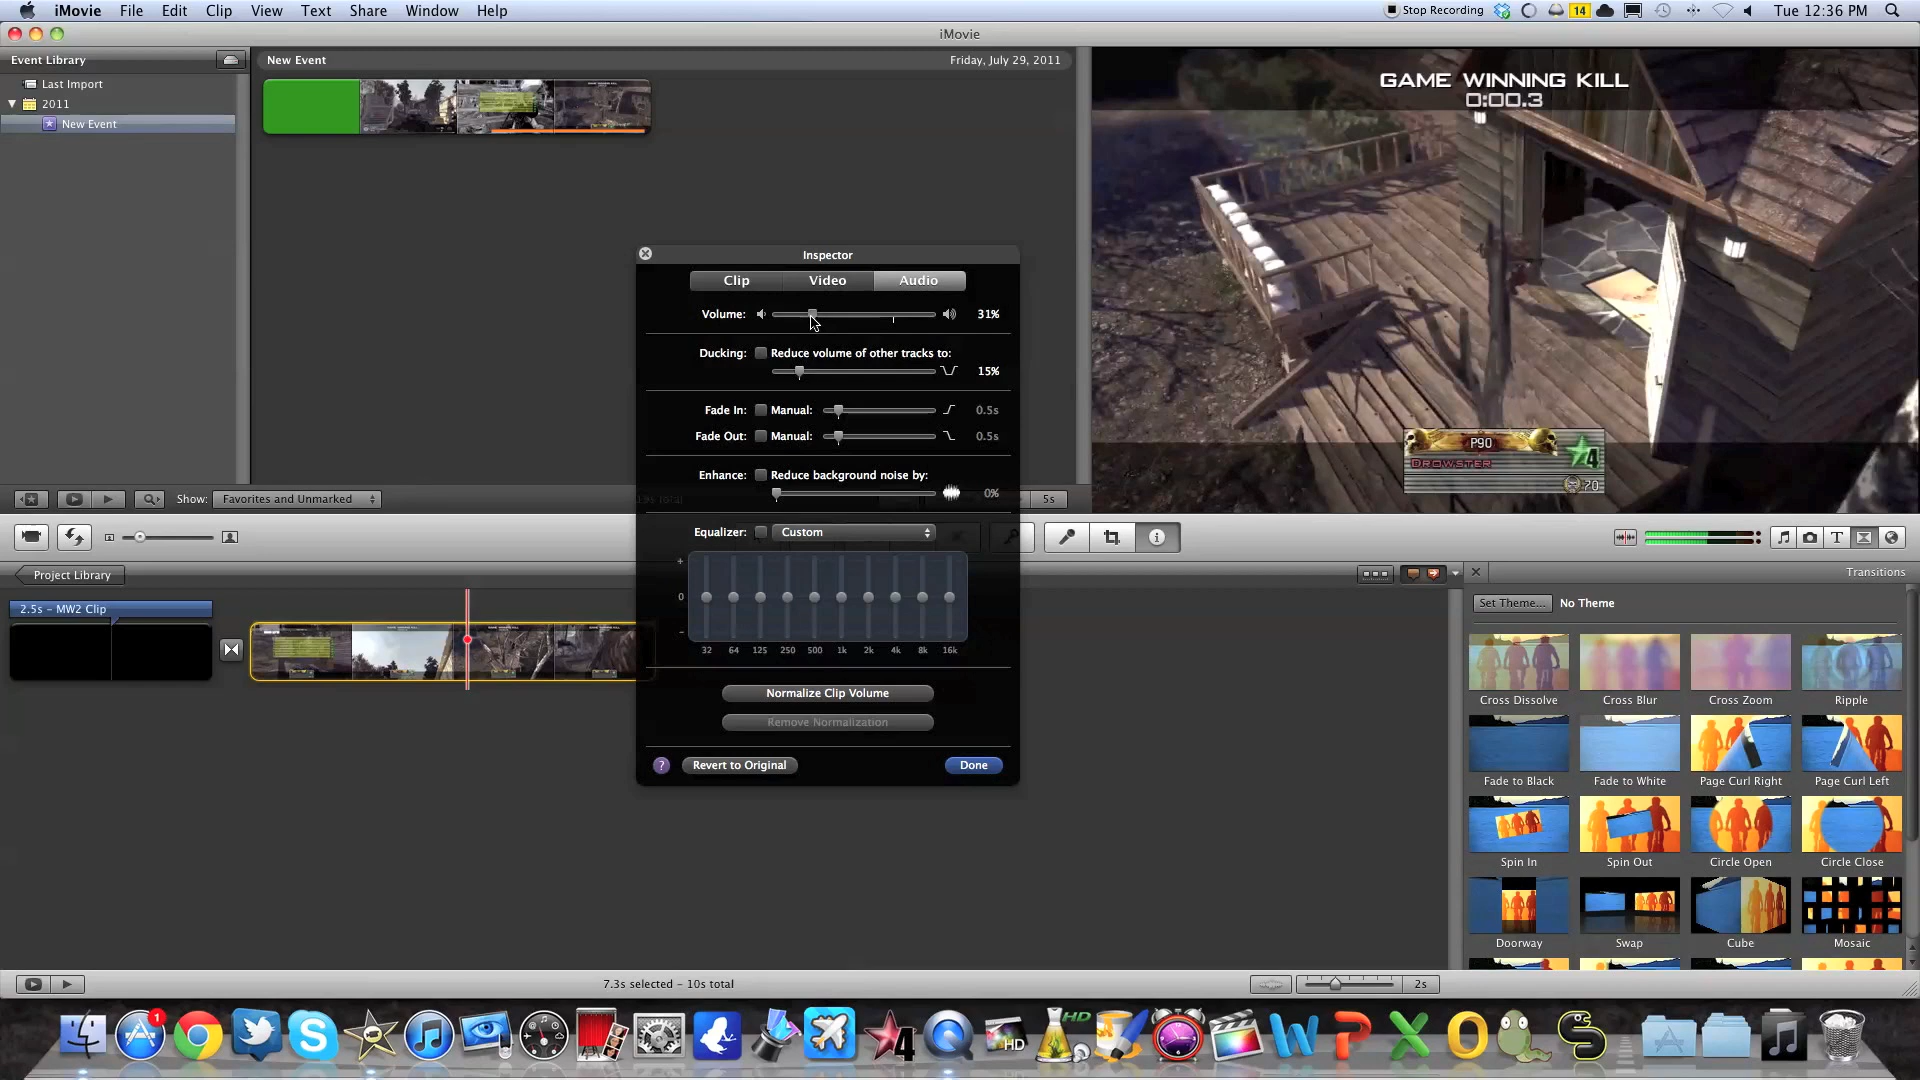 iMovie File Edit Clip View Text Share Window Help
Stop Recording 14 Tue 12:36 PM
iMovie
Event Library
New Event Friday, July 29, 2011
Last Import
2011
New Event
GAME WINNING KILL
0:00.3
P90
DROWSTER
4
70
Inspector
Clip Video Audio
Volume: 31%
Ducking: Reduce volume of other tracks to:
15%
Fade In: Manual: 0.5s
Fade Out: Manual: 0.5s
Enhance: Reduce background noise by:
0%
Equalizer: Custom
+
0
-
32 64 125 250 500 1k 2k 4k 8k 16k
Normalize Clip Volume
Remove Normalization
? Revert to Original Done
Show: Favorites and Unmarked 5s
Project Library
2.5s - MW2 Clip
Transitions
Set Theme... No Theme
Cross Dissolve Cross Blur Cross Zoom Ripple
Fade to Black Fade to White Page Curl Right Page Curl Left
Spin In Spin Out Circle Open Circle Close
Doorway Swap Cube Mosaic
7.3s selected - 10s total 2s
1
4
HD
HD